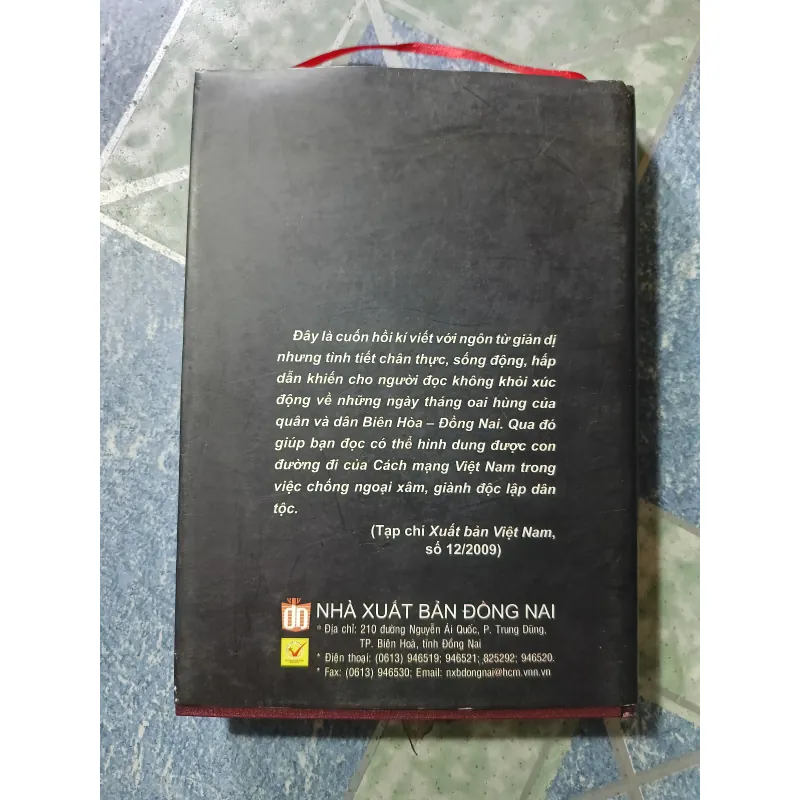 Đây là cuốn hồi kí viết với ngôn từ giản dị
nhưng tình tiết chân thực, sống động, hấp
dẫn khiến cho người đọc không khỏi xúc
động về những ngày tháng oai hùng của
quân và dân Biên Hòa – Đồng Nai. Qua đó
giúp bạn đọc có thể hình dung được con
đường đi của Cách mạng Việt Nam trong
việc chống ngoại xâm, giành độc lập dân
tộc.
(Tạp chí Xuất bản Việt Nam,
số 12/2009)
NHÀ XUẤT BẢN ĐỒNG NAI
* Địa chỉ: 210 đường Nguyễn Ái Quốc, P. Trung Dũng,
TP. Biên Hoà, tỉnh Đồng Nai
* Điện thoại: (0613) 946519; 946521; 825292; 946520.
* Fax: (0613) 946530; Email: nxbdongnai@hcm.vnn.vn